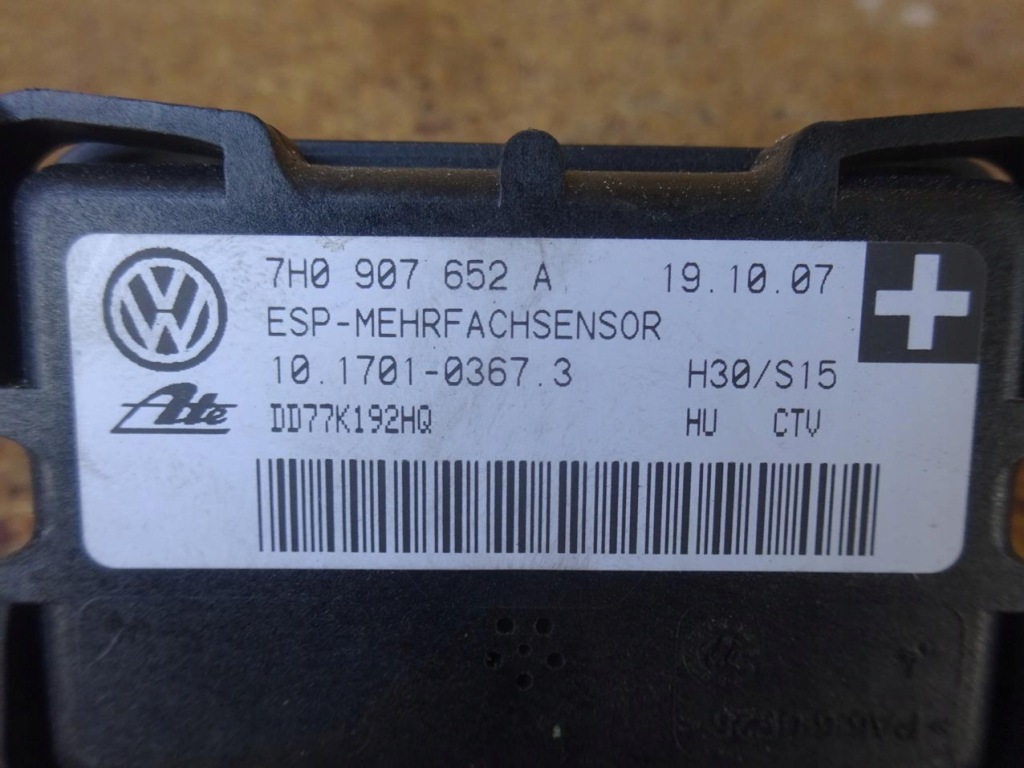 7H0 907 652 A 19.10.07
ESP-MEHRFACHSENSOR
10.1701-0367.3 H30/S15
Ate DD77K192HQ HU CTV